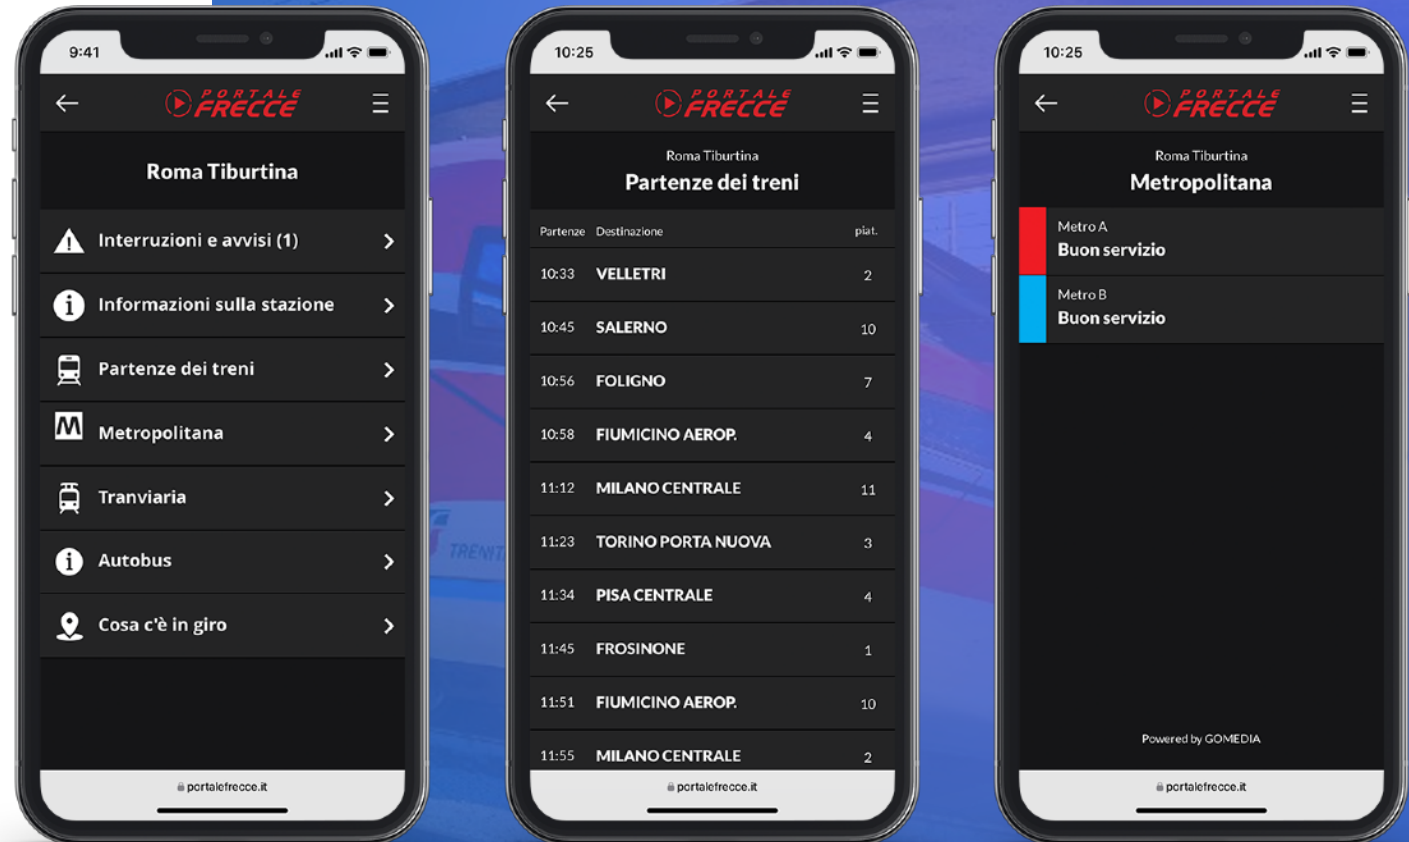 9:41
PORTALE
FRECCE
Roma Tiburtina
Interruzioni e avvisi (1)
Informazioni sulla stazione
Partenze dei treni
M Metropolitana
Tranviaria
Autobus
Cosa c'è in giro
portalefrecce.it
10:25
PORTALE
FRECCE
Roma Tiburtina
Partenze dei treni
Partenze Destinazione piat.
10:33 VELLETRI 2
10:45 SALERNO 10
10:56 FOLIGNO 7
10:58 FIUMICINO AEROP. 4
11:12 MILANO CENTRALE 11
11:23 TORINO PORTA NUOVA 3
11:34 PISA CENTRALE 4
11:45 FROSINONE 1
11:51 FIUMICINO AEROP. 10
11:55 MILANO CENTRALE 2
portalefrecce.it
10:25
PORTALE
FRECCE
Roma Tiburtina
Metropolitana
Metro A
Buon servizio
Metro B
Buon servizio
Powered by GOMEDIA
portalefrecce.it